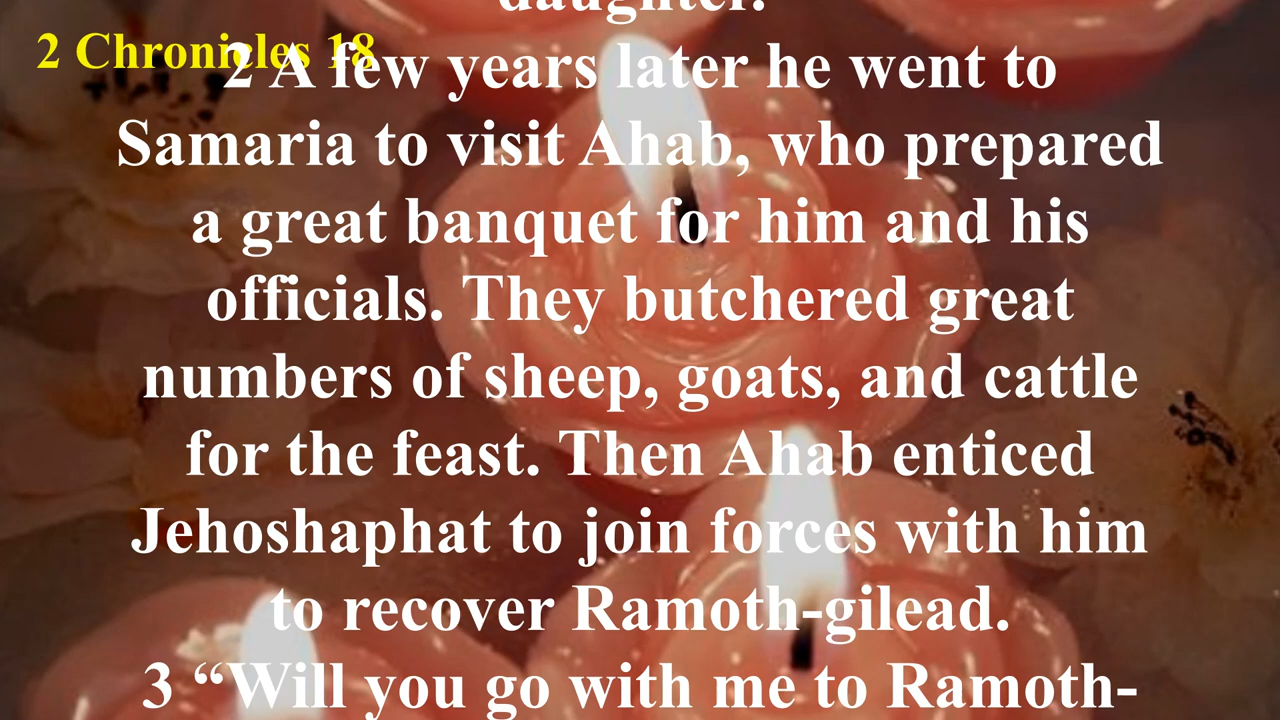 daughter.
2 Chronicles 18
2 A few years later he went to
Samaria to visit Ahab, who prepared
a great banquet for him and his
officials. They butchered great
numbers of sheep, goats, and cattle
for the feast. Then Ahab enticed
Jehoshaphat to join forces with him
to recover Ramoth-gilead.
3 “Will you go with me to Ramoth-